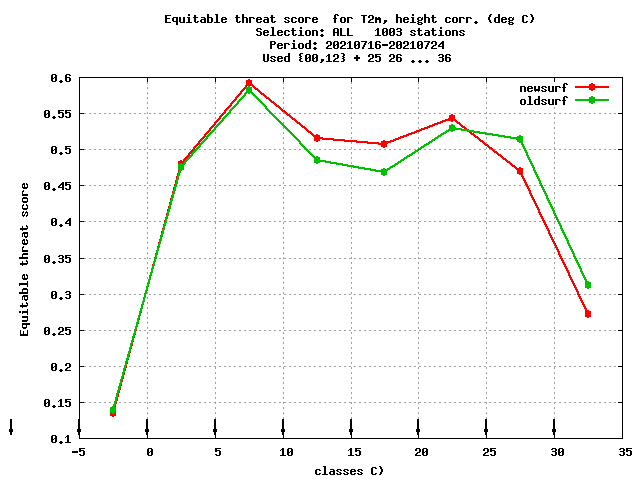 Equitable threat score  for T2m, height corr. (deg C)
Selection: ALL   1003 stations
Period: 20210716-20210724
Used {00,12} + 25 26 ... 36
newsurf
oldsurf
Equitable threat score
0.6
0.55
0.5
0.45
0.4
0.35
0.3
0.25
0.2
0.15
0.1
-5 0 5 10 15 20 25 30 35
classes C)